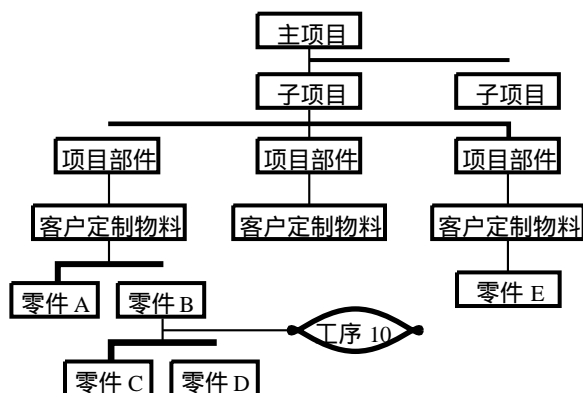 主项目
子项目
子项目
项目部件
项目部件
项目部件
客户定制物料
客户定制物料
客户定制物料
零件 A
零件 B
零件 E
工序 10
零件 C
零件 D